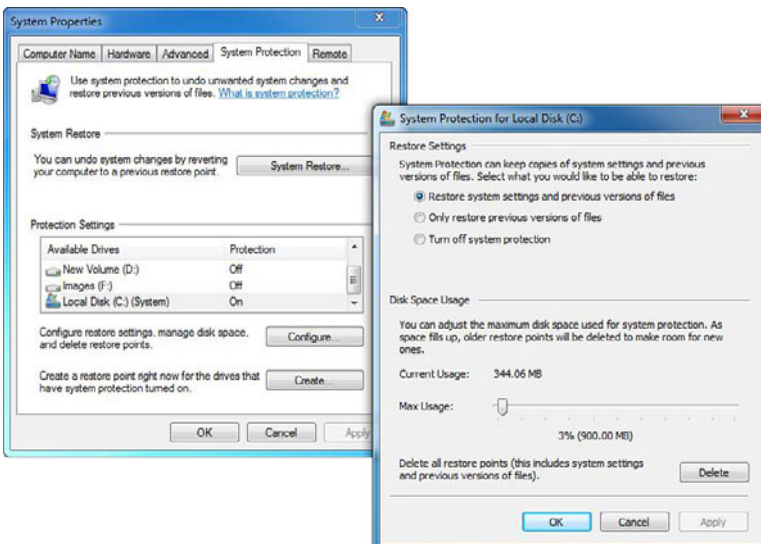 System Properties
Computer Name Hardware Advanced System Protection Remote
Use system protection to undo unwanted system changes and
restore previous versions of files. What is system protection?
System Restore
You can undo system changes by reverting
your computer to a previous restore point.
System Restore...
Protection Settings
Available Drives Protection
New Volume (D:) Off
Images (F:) Off
Local Disk (C:) (System) On
Configure restore settings, manage disk space,
and delete restore points.
Configure...
Create a restore point right now for the drives that
have system protection turned on.
Create...
OK Cancel Apply
System Protection for Local Disk (C:)
Restore Settings
System Protection can keep copies of system settings and previous
versions of files. Select what you would like to be able to restore:
Restore system settings and previous versions of files
Only restore previous versions of files
Turn off system protection
Disk Space Usage
You can adjust the maximum disk space used for system protection. As
space fills up, older restore points will be deleted to make room for new
ones.
Current Usage: 344.06 MB
Max Usage:
3% (900.00 MB)
Delete all restore points (this includes system settings
and previous versions of files).
Delete
OK Cancel Apply